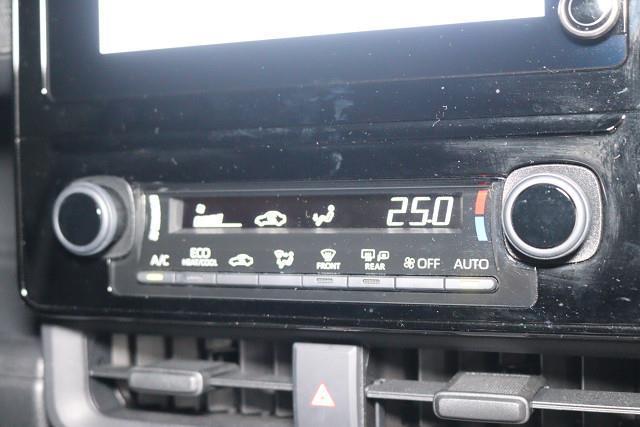 25.0
A/C ECO HEAT/COOL FRONT REAR OFF AUTO